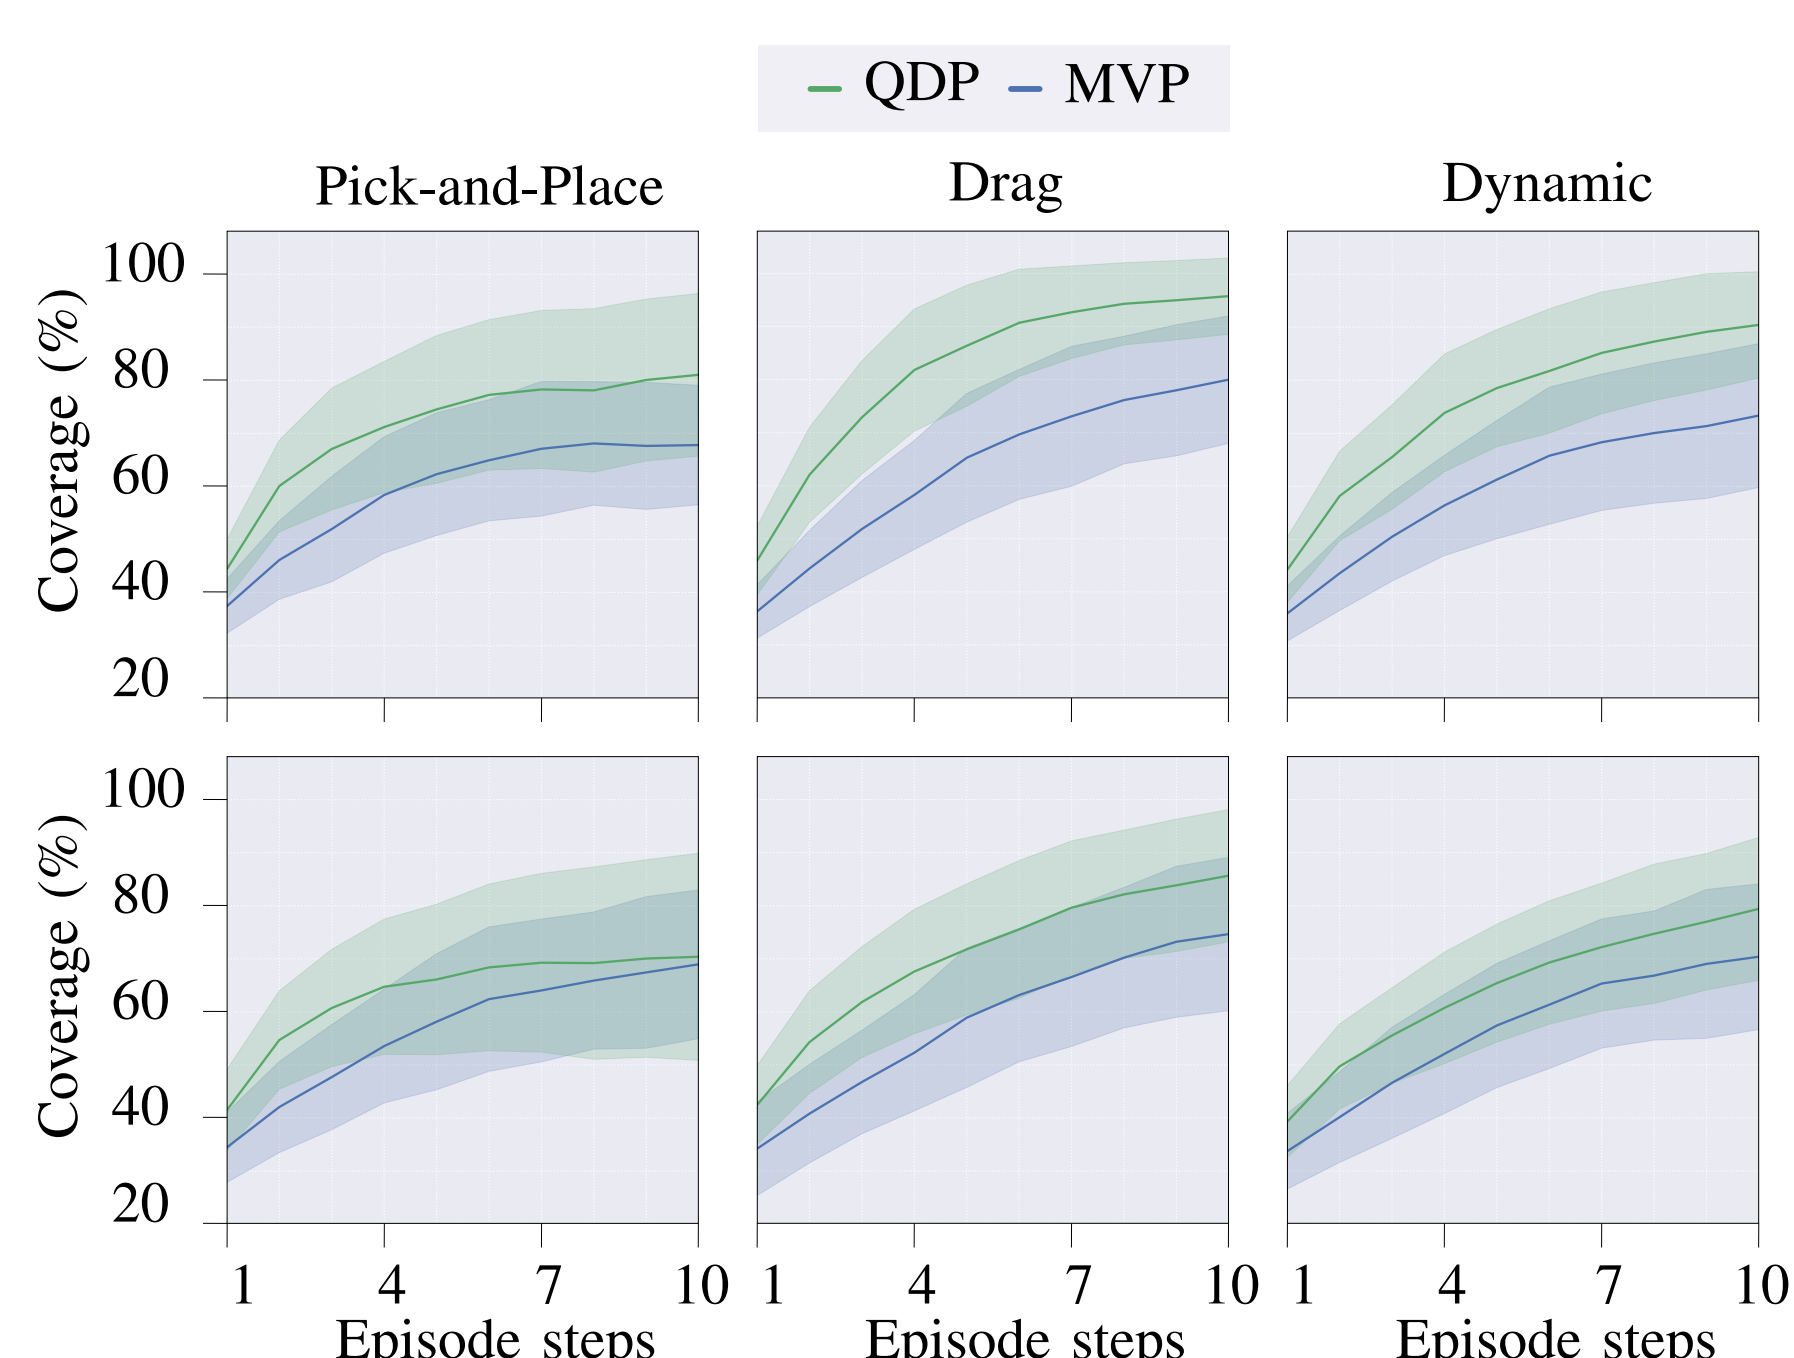 QDP MVP
Pick-and-Place Drag Dynamic
Coverage (%)
100
80
60
40
20
Coverage (%)
100
80
60
40
20
1 4 7 10 1 4 7 10 1 4 7 10
Episode steps Episode steps Episode steps